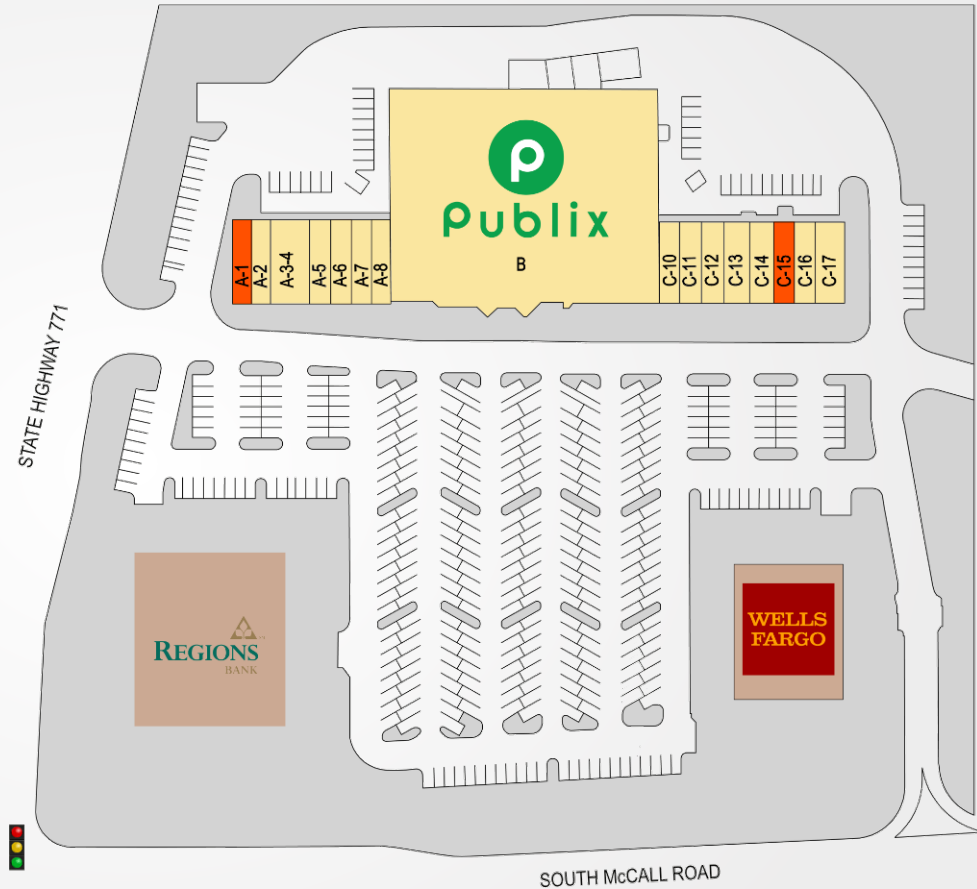 P
Publix
B
A-1
A-2
A-3-4
A-5
A-6
A-7
A-8
C-10
C-11
C-12
C-13
C-14
C-15
C-16
C-17
STATE HIGHWAY 771
REGIONS
BANK
WELLS
FARGO
SOUTH McCALL ROAD